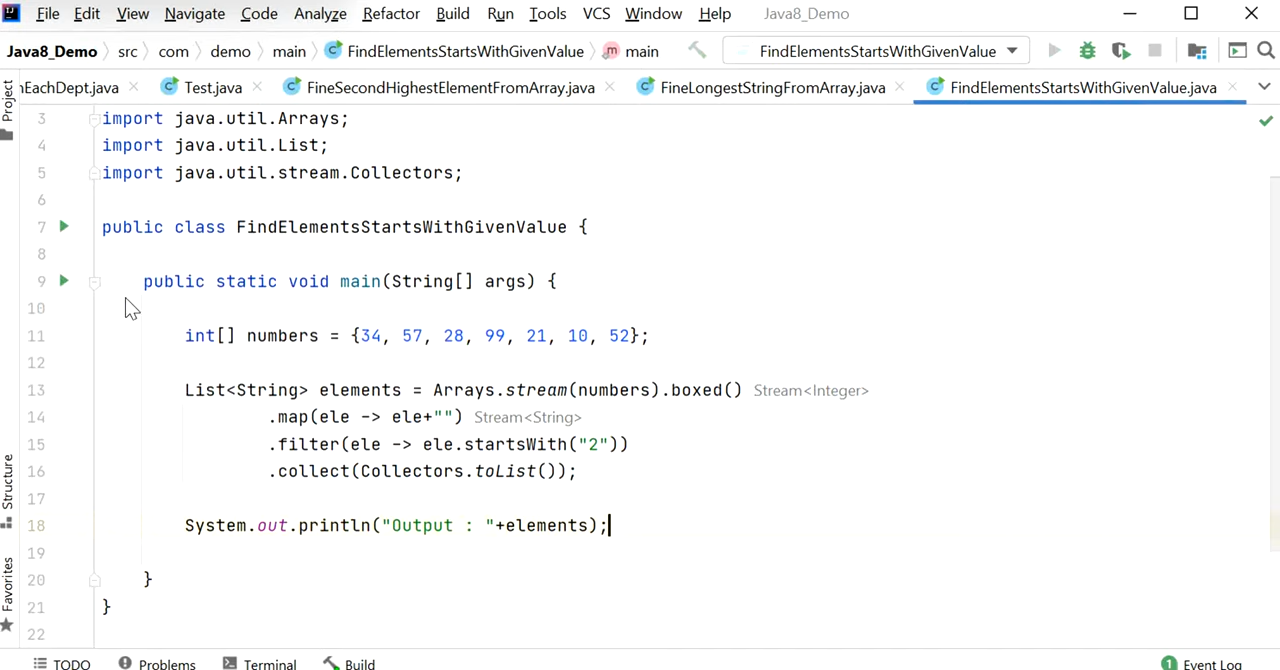 File Edit View Navigate Code Analyze Refactor Build Run Tools VCS Window Help Java8_Demo
Java8_Demo src com demo main FindElementsStartsWithGivenValue main FindElementsStartsWithGivenValue
nEachDept.java Test.java FineSecondHighestElementFromArray.java FineLongestStringFromArray.java FindElementsStartsWithGivenValue.java
Project
3 import java.util.Arrays;
4 import java.util.List;
5 import java.util.stream.Collectors;
6
7 public class FindElementsStartsWithGivenValue {
8
9 public static void main(String[] args) {
10
11 int[] numbers = {34, 57, 28, 99, 21, 10, 52};
12
13 List<String> elements = Arrays.stream(numbers).boxed() Stream<Integer>
14 .map(ele -> ele+"") Stream<String>
15 .filter(ele -> ele.startsWith("2"))
16 .collect(Collectors.toList());
17
18 System.out.println("Output : "+elements);
19
20 }
21 }
22
Structure
Favorites
TODO Problems Terminal Build 1 Event Log